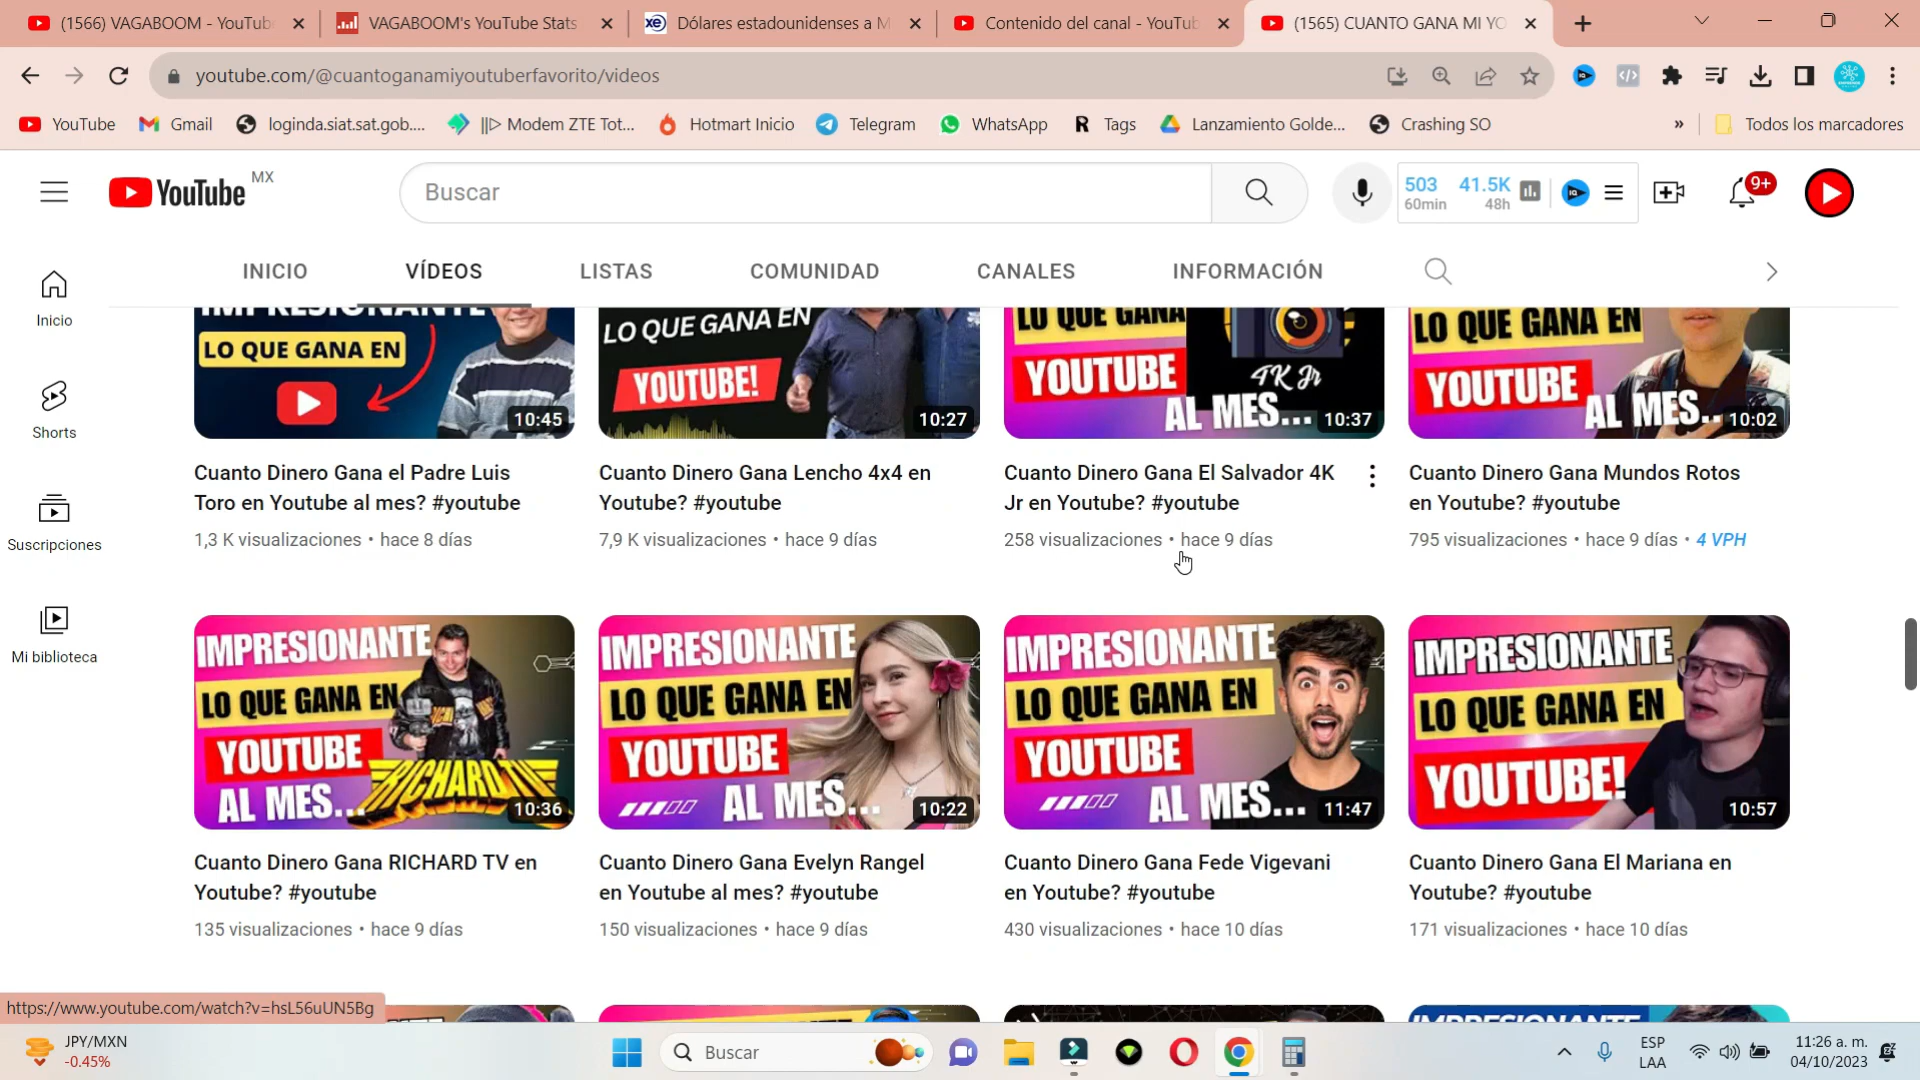 (1566) VAGABOOM - YouTub
VAGABOOM's YouTube Stats
Dólares estadounidenses a M
Contenido del canal - YouTub
(1565) CUANTO GANA MI YO
youtube.com/@cuantoganamiyoutuberfavorito/videos
YouTube
Gmail
loginda.siat.sat.gob....
||▷ Modem ZTE Tot...
Hotmart Inicio
Telegram
WhatsApp
Tags
Lanzamiento Golde...
Crashing SO
»
Todos los marcadores
YouTube MX
Buscar
503
60min
41.5K
48h
9+
INICIO
VÍDEOS
LISTAS
COMUNIDAD
CANALES
INFORMACIÓN
Inicio
Shorts
Suscripciones
Mi biblioteca
LO QUE GANA EN
10:45
LO QUE GANA EN
YOUTUBE!
10:27
LO QUE GANA
YOUTUBE
AL MES...
4K Jr
10:37
LO QUE GANA EN
YOUTUBE
AL MES..
10:02
Cuanto Dinero Gana el Padre Luis
Toro en Youtube al mes? #youtube
1,3 K visualizaciones • hace 8 días
Cuanto Dinero Gana Lencho 4x4 en
Youtube? #youtube
7,9 K visualizaciones • hace 9 días
Cuanto Dinero Gana El Salvador 4K
Jr en Youtube? #youtube
258 visualizaciones • hace 9 días
Cuanto Dinero Gana Mundos Rotos
en Youtube? #youtube
795 visualizaciones • hace 9 días • 4 VPH
IMPRESIONANTE
LO QUE GANA EN
YOUTUBE
AL MES...
RICHARD TV
10:36
IMPRESIONANTE
LO QUE GANA EN
YOUTUBE
AL MES...
10:22
IMPRESIONANTE
LO QUE GANA EN
YOUTUBE
AL MES...
11:47
IMPRESIONANTE
LO QUE GANA EN
YOUTUBE!
10:57
Cuanto Dinero Gana RICHARD TV en
Youtube? #youtube
135 visualizaciones • hace 9 días
Cuanto Dinero Gana Evelyn Rangel
en Youtube al mes? #youtube
150 visualizaciones • hace 9 días
Cuanto Dinero Gana Fede Vigevani
en Youtube? #youtube
430 visualizaciones • hace 10 días
Cuanto Dinero Gana El Mariana en
Youtube? #youtube
171 visualizaciones • hace 10 días
https://www.youtube.com/watch?v=hsL56uUN5Bg
JPY/MXN
-0.45%
Buscar
ESP
LAA
11:26 a. m.
04/10/2023